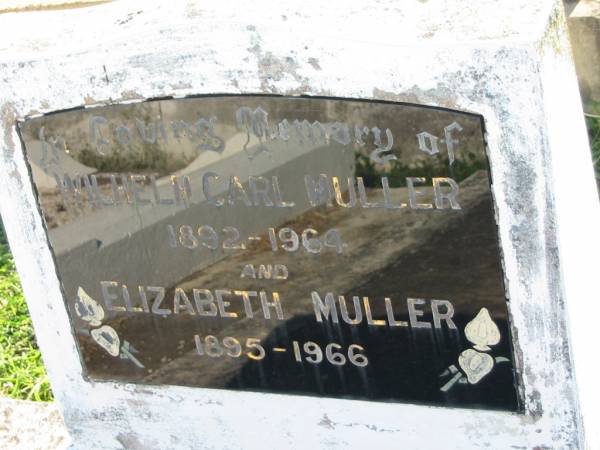 In Loving Memory of
WILHELM CARL MULLER
1892-1964
AND
ELIZABETH MULLER
1895-1966